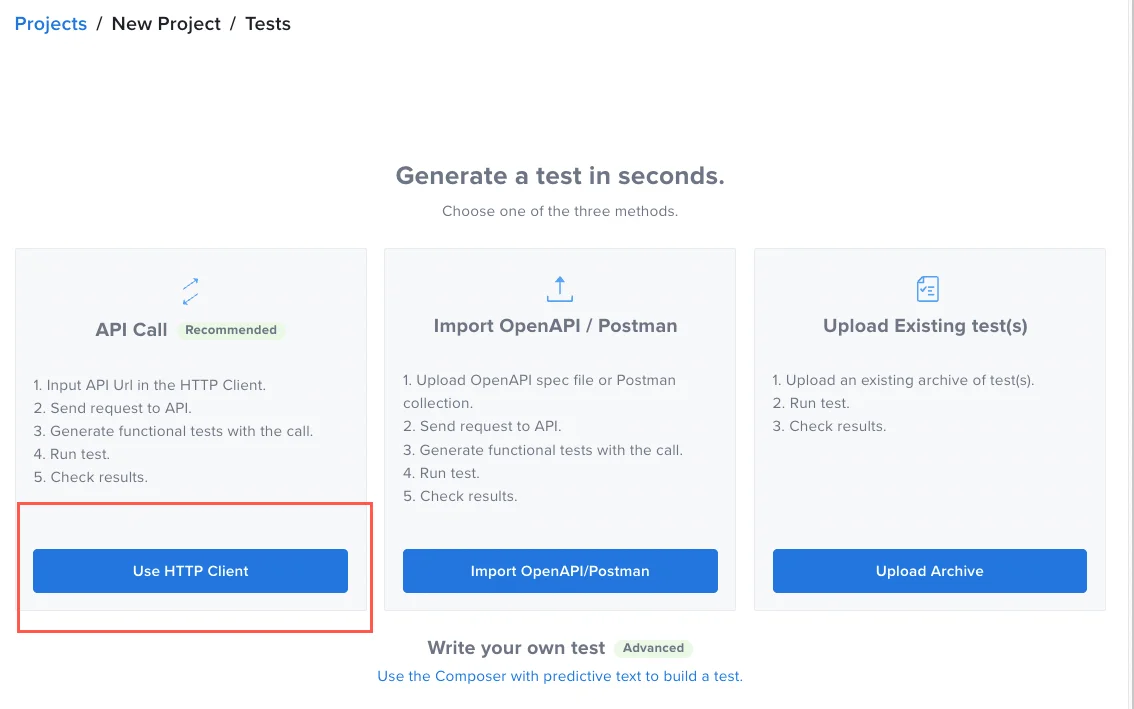 Projects / New Project / Tests
Generate a test in seconds.
Choose one of the three methods.
API Call Recommended
1. Input API Url in the HTTP Client.
2. Send request to API.
3. Generate functional tests with the call.
4. Run test.
5. Check results.
Use HTTP Client
Import OpenAPI / Postman
1. Upload OpenAPI spec file or Postman
collection.
2. Send request to API.
3. Generate functional tests with the call.
4. Run test.
5. Check results.
Import OpenAPI/Postman
Upload Existing test(s)
1. Upload an existing archive of test(s).
2. Run test.
3. Check results.
Upload Archive
Write your own test Advanced
Use the Composer with predictive text to build a test.